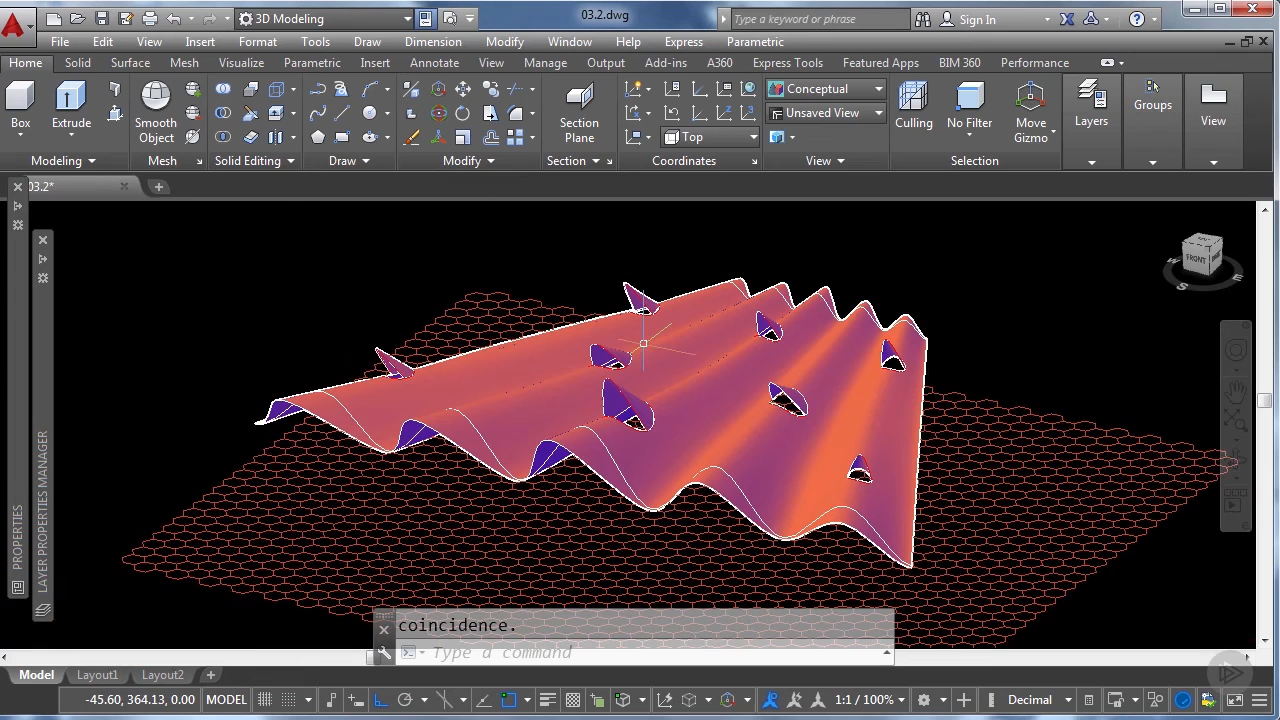 3D Modeling
03.2.dwg
Type a keyword or phrase
Sign In
File Edit View Insert Format Tools Draw Dimension Modify Window Help Express Parametric
Home Solid Surface Mesh Visualize Parametric Insert Annotate View Manage Output Add-ins A360 Express Tools Featured Apps BIM 360 Performance
Box
Extrude
Smooth Object
Section Plane
Top
Conceptual
Unsaved View
Culling
No Filter
Move Gizmo
Layers
Groups
View
Modeling Mesh Solid Editing Draw Modify Section Coordinates View Selection
03.2*
FRONT
S
E
PROPERTIES
LAYER PROPERTIES MANAGER
coincidence.
Type a command
Model Layout1 Layout2
-45.60, 364.13, 0.00 MODEL 1:1 / 100% Decimal